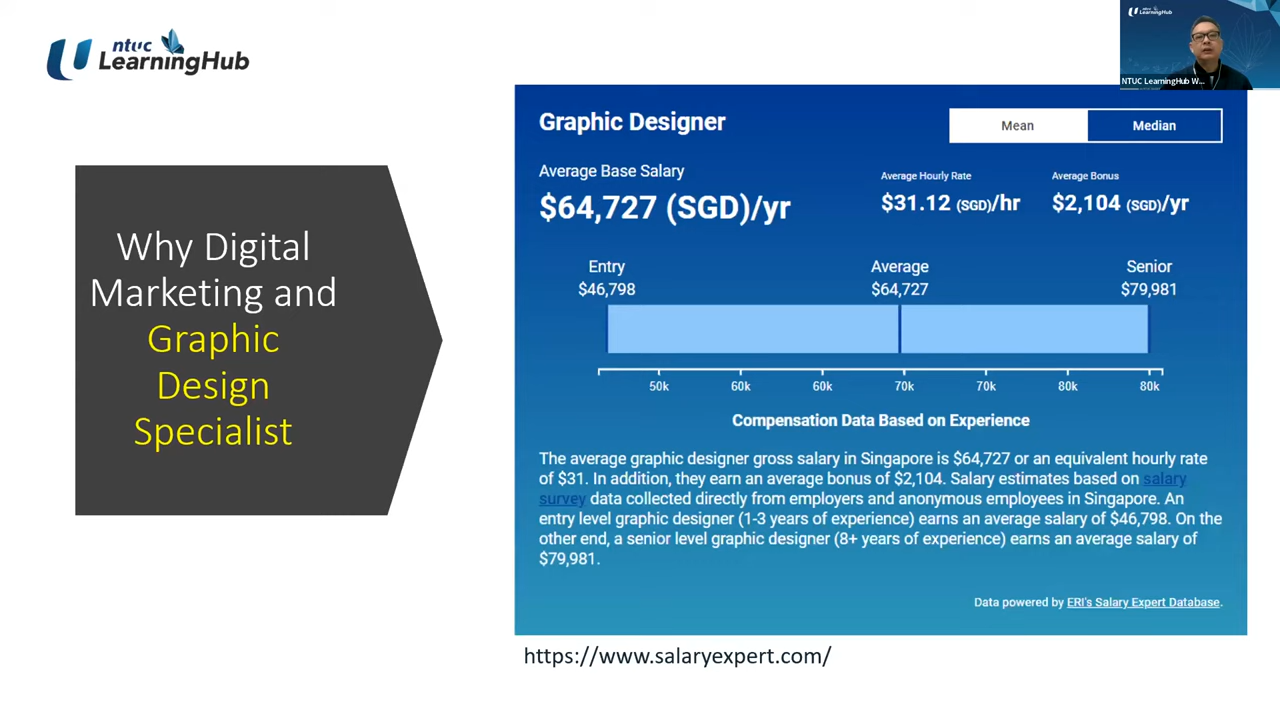 ntuc
LearningHub
ntuc
LearningHub
NTUC LearningHub W...
Why Digital
Marketing and
Graphic
Design
Specialist
Graphic Designer
Mean
Median
Average Base Salary
$64,727 (SGD)/yr
Average Hourly Rate
$31.12 (SGD)/hr
Average Bonus
$2,104 (SGD)/yr
Entry
$46,798
Average
$64,727
Senior
$79,981
50k 60k 60k 70k 70k 80k 80k
Compensation Data Based on Experience
The average graphic designer gross salary in Singapore is $64,727 or an equivalent hourly rate
of $31. In addition, they earn an average bonus of $2,104. Salary estimates based on salary
survey data collected directly from employers and anonymous employees in Singapore. An
entry level graphic designer (1-3 years of experience) earns an average salary of $46,798. On the
other end, a senior level graphic designer (8+ years of experience) earns an average salary of
$79,981.
Data powered by ERI's Salary Expert Database.
https://www.salaryexpert.com/